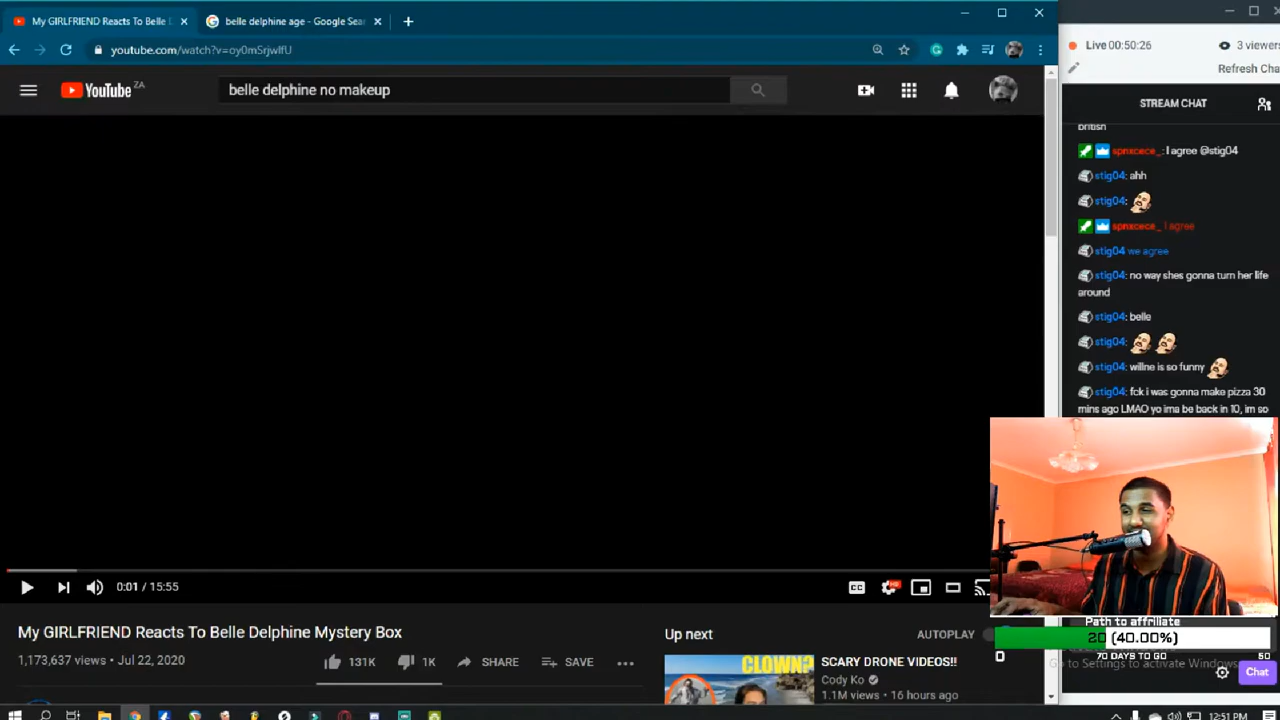 My GIRLFRIEND Reacts To Belle D
belle delphine age - Google Sear
youtube.com/watch?v=oy0mSrjwlfU
YouTube ZA
belle delphine no makeup
0:01 / 15:55
CC
HD
My GIRLFRIEND Reacts To Belle Delphine Mystery Box
1,173,637 views • Jul 22, 2020
131K
1K
SHARE
SAVE
Up next
AUTOPLAY
CLOWN?
SCARY DRONE VIDEOS!!
Cody Ko
1.1M views • 16 hours ago
Live 00:50:26
3 viewers
Refresh Cha
STREAM CHAT
british
spnxcece_: I agree @stig04
stig04: ahh
stig04:
spnxcece_ I agree
stig04 we agree
stig04: no way shes gonna turn her life
around
stig04: belle
stig04:
stig04: willne is so funny
stig04: fck i was gonna make pizza 30
mins ago LMAO yo ima be back in 10, im so
Path to affriliate
20 (40.00%)
0
70 DAYS TO GO
50
Go to Settings to activate Windows.
Chat
12:51 PM